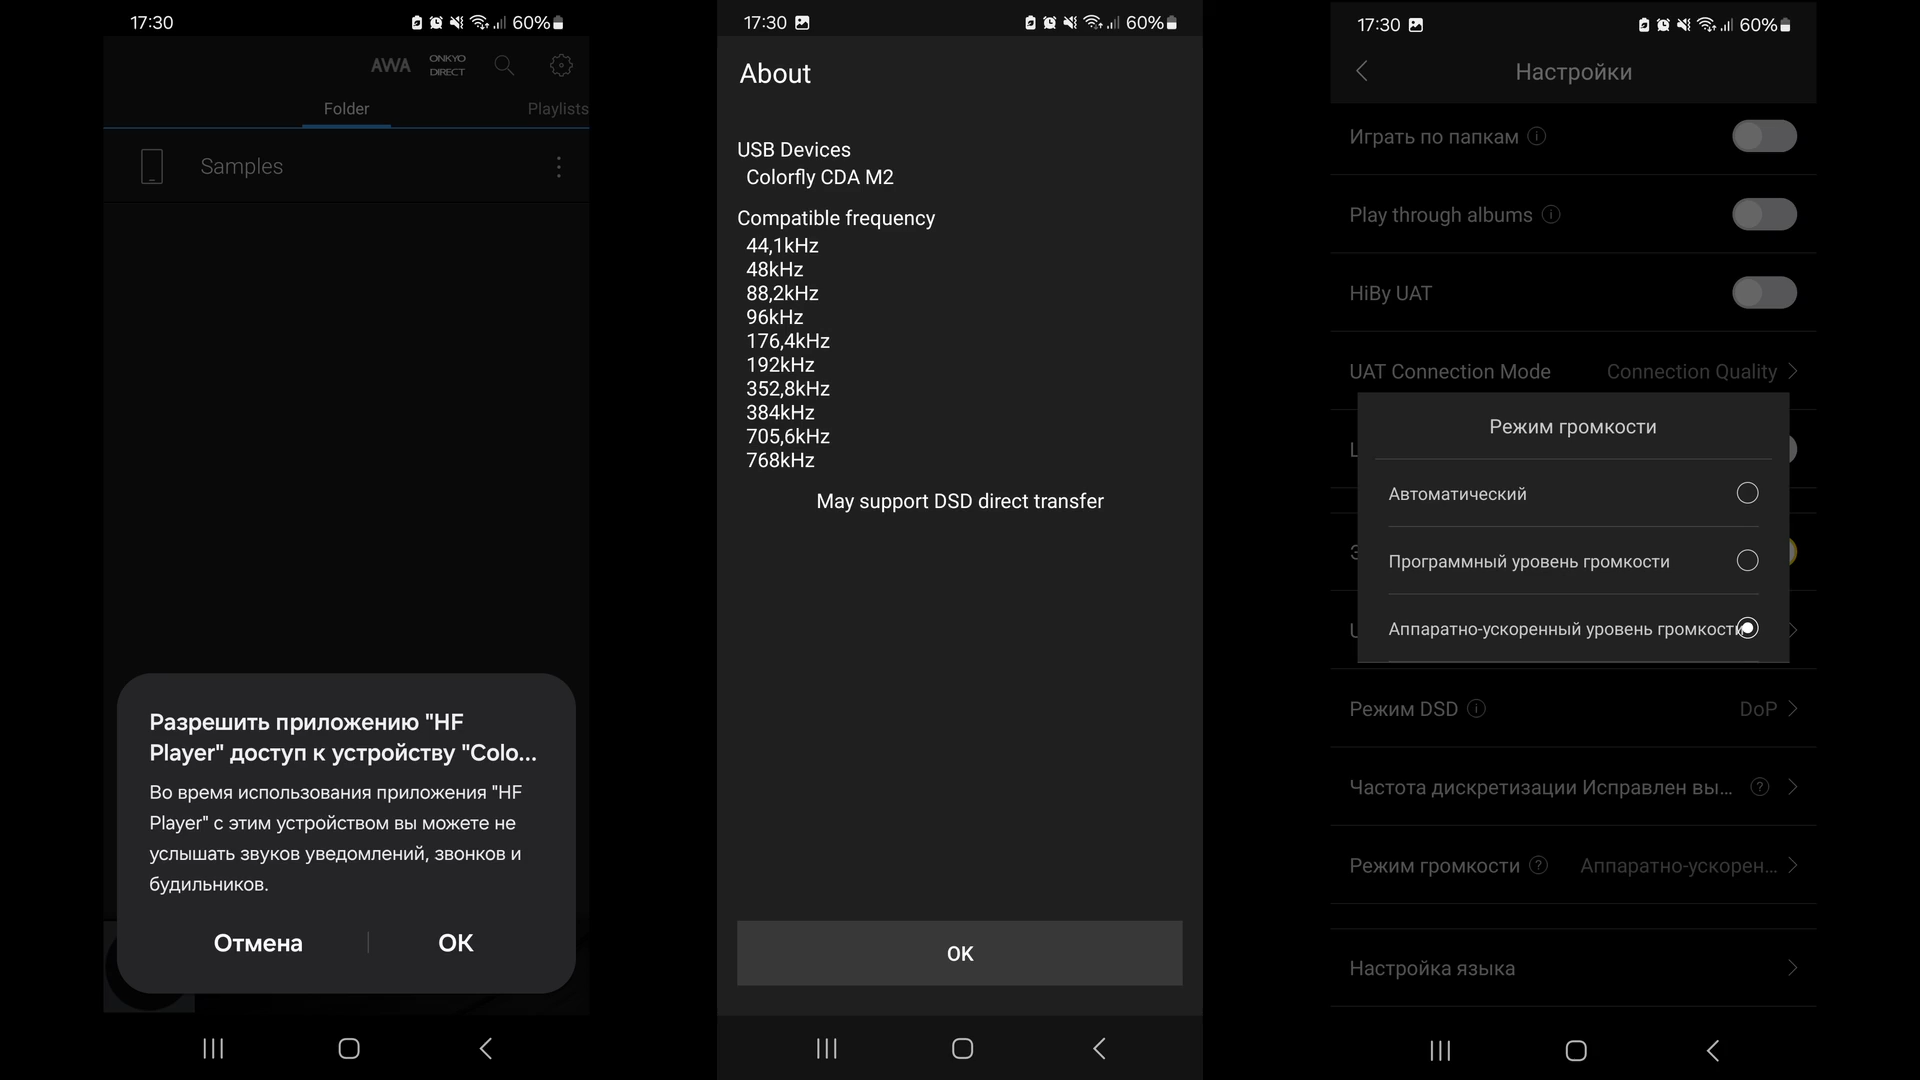 17:30
60%
AWA
ONKYO
DIRECT
Folder
Playlists
Samples
Разрешить приложению "HF
Player" доступ к устройству "Colo...
Во время использования приложения "HF
Player" с этим устройством вы можете не
услышать звуков уведомлений, звонков и
будильников.
Отмена
ОК
17:30
60%
About
USB Devices
Colorfly CDA M2
Compatible frequency
44,1kHz
48kHz
88,2kHz
96kHz
176,4kHz
192kHz
352,8kHz
384kHz
705,6kHz
768kHz
May support DSD direct transfer
OK
17:30
60%
Настройки
Играть по папкам
Play through albums
HiBy UAT
UAT Connection Mode Connection Quality
Режим громкости
Автоматический
Программный уровень громкости
Аппаратно-ускоренный уровень громкости
Режим DSD DoP
Частота дискретизации Исправлен вы...
Режим громкости Аппаратно-ускорен...
Настройка языка